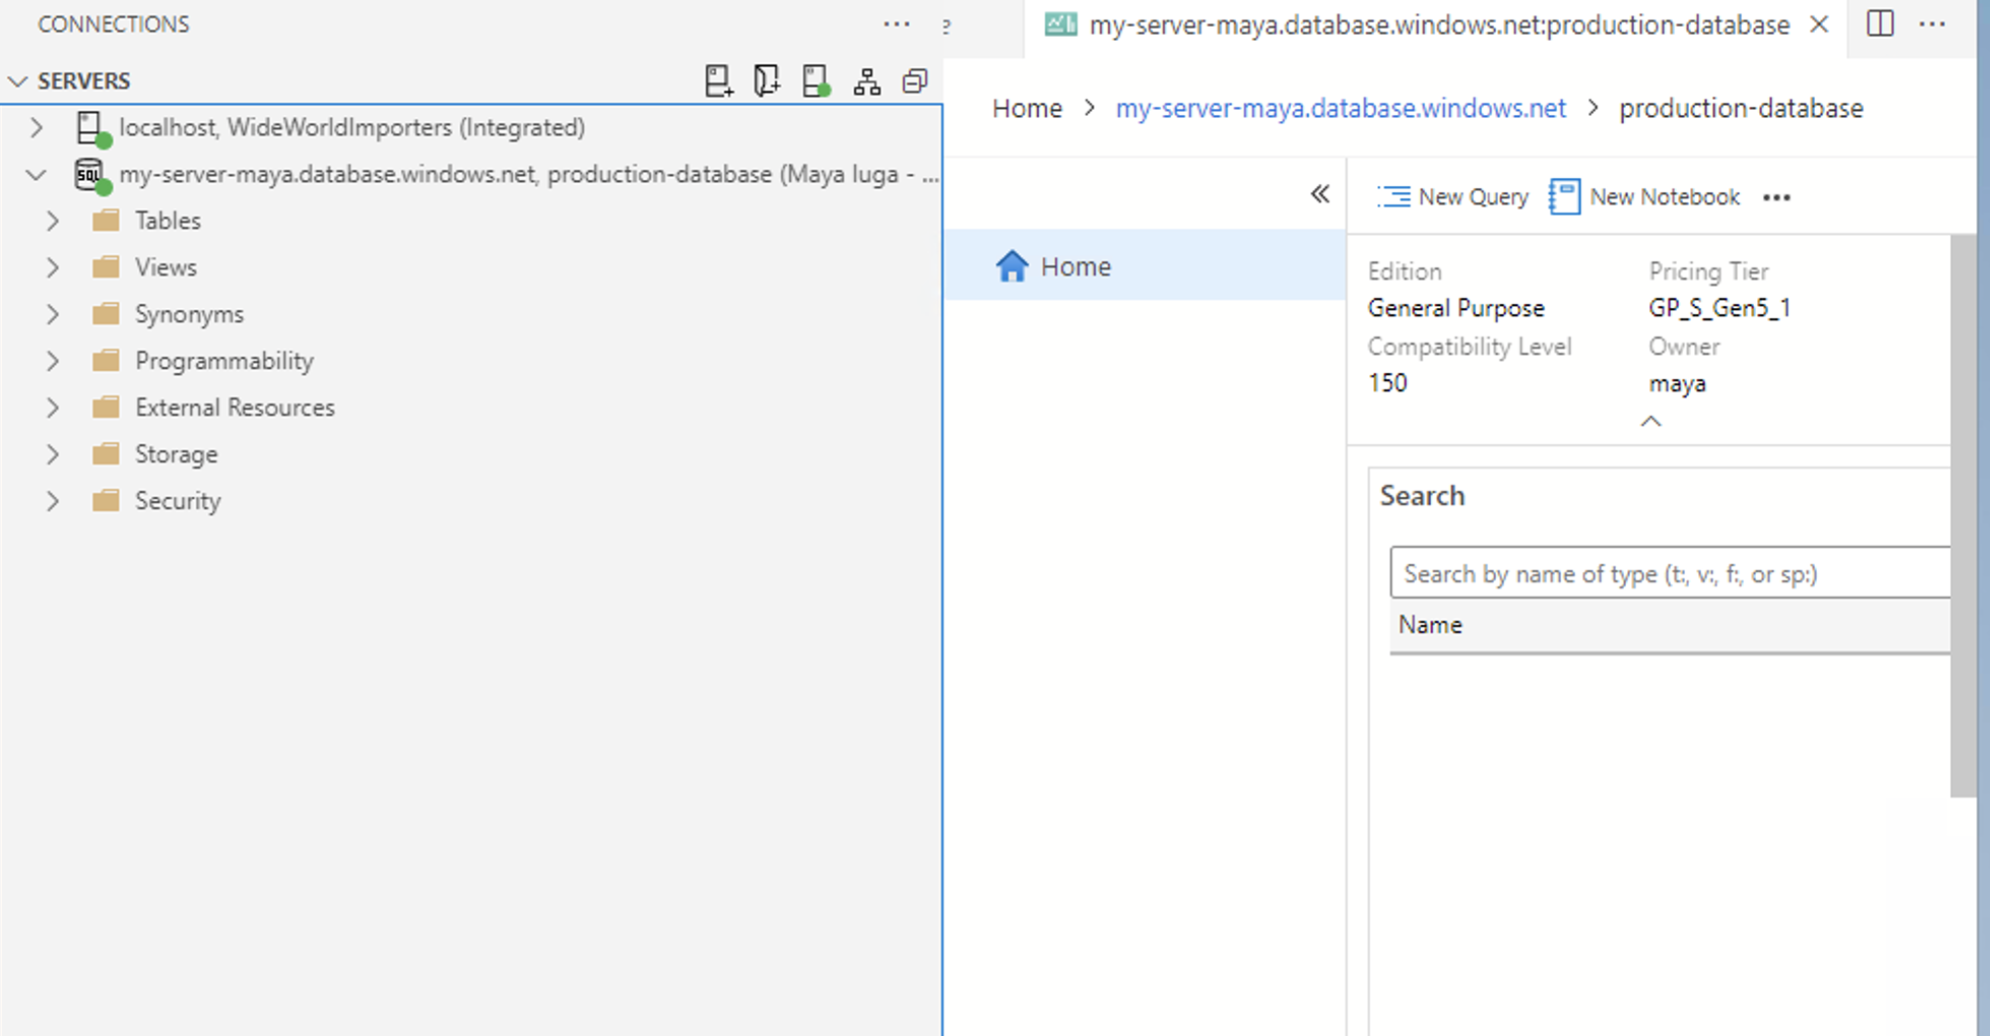 CONNECTIONS
SERVERS
localhost, WideWorldImporters (Integrated)
my-server-maya.database.windows.net, production-database (Maya Iuga - ...
Tables
Views
Synonyms
Programmability
External Resources
Storage
Security
my-server-maya.database.windows.net:production-database
Home > my-server-maya.database.windows.net > production-database
New Query New Notebook
Home
Edition Pricing Tier
General Purpose GP_S_Gen5_1
Compatibility Level Owner
150 maya
Search
Search by name of type (t:, v:, f:, or sp:)
Name